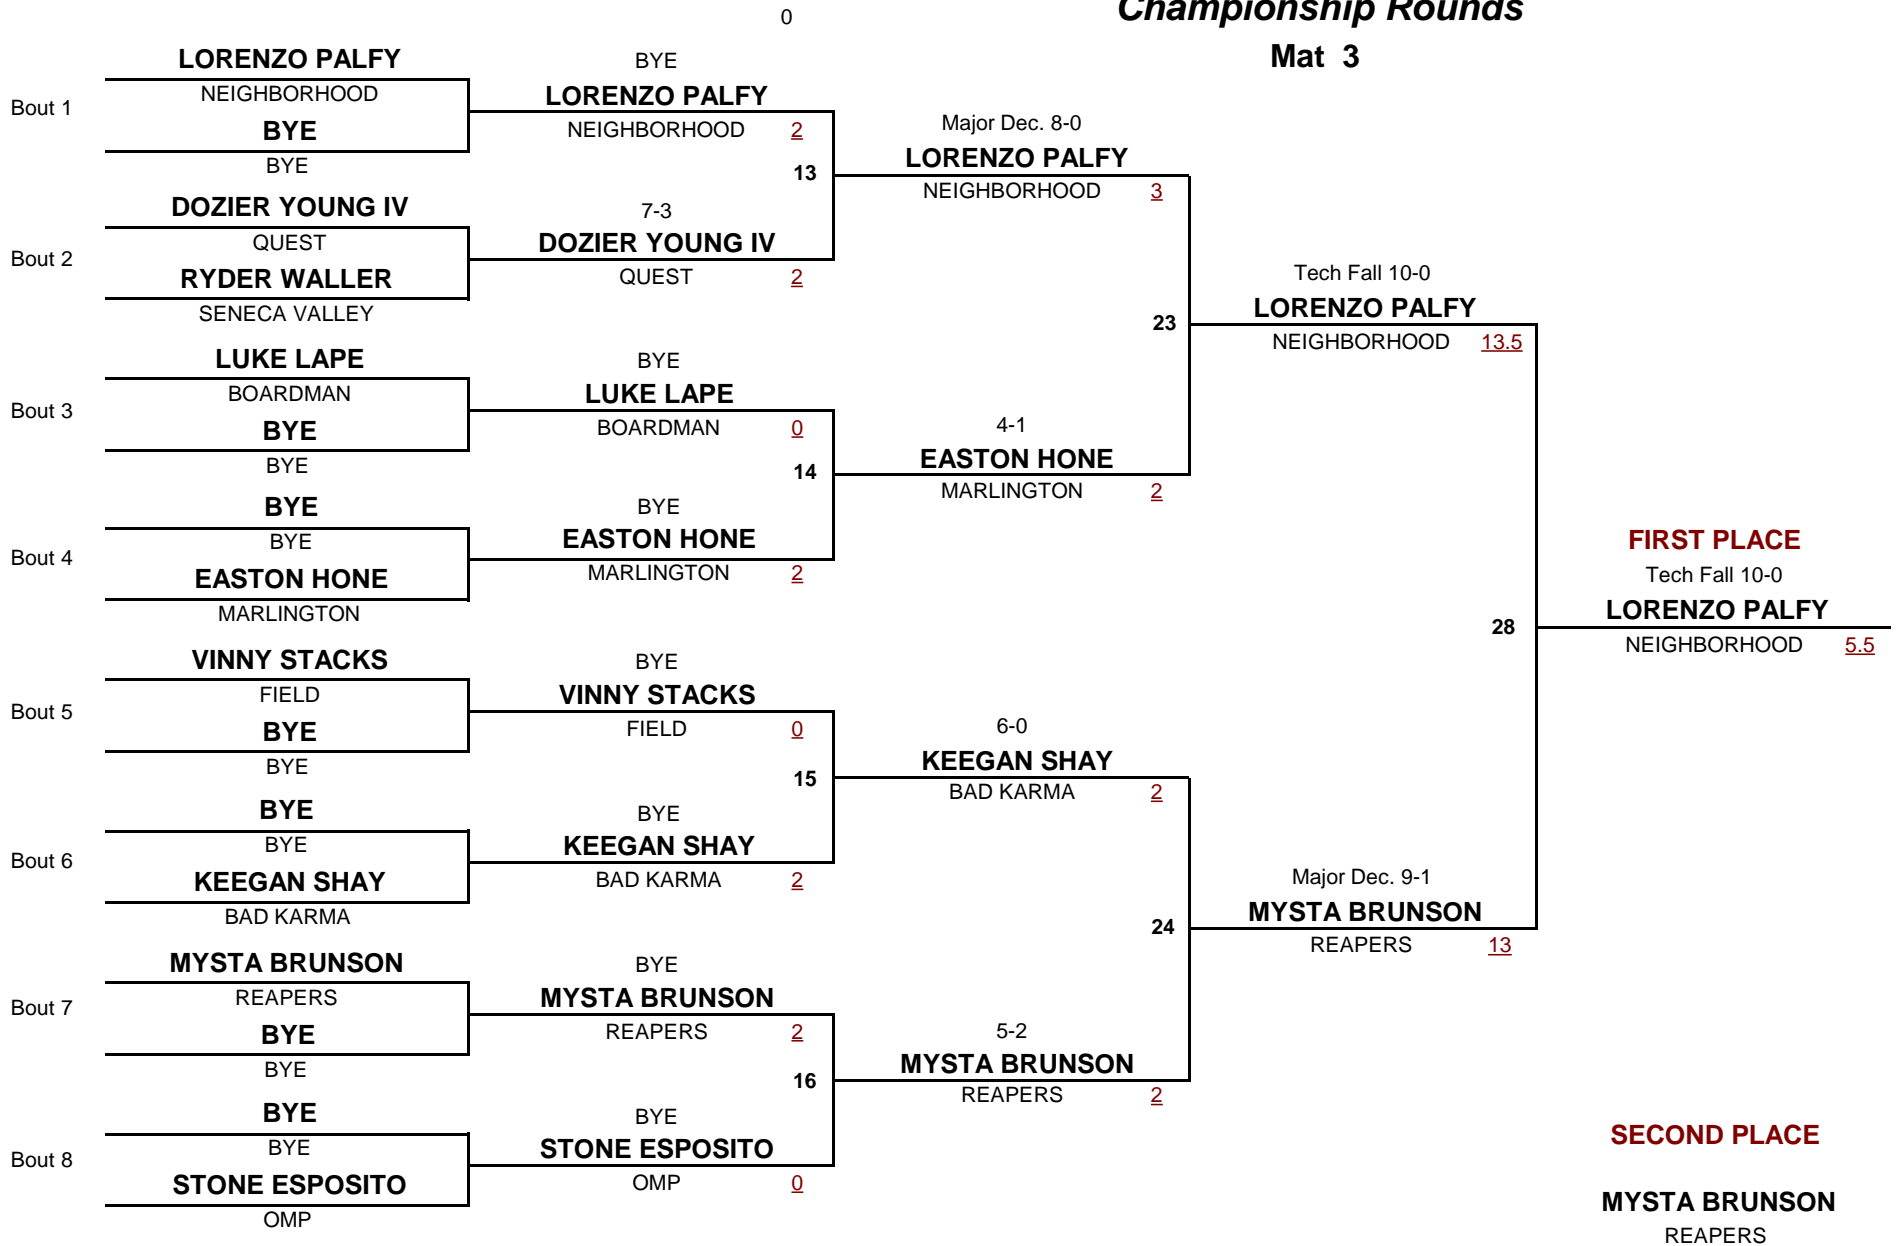 0
Championship Rounds
Mat 3
Bout 1
LORENZO PALFY
NEIGHBORHOOD
BYE
BYE
Bout 2
DOZIER YOUNG IV
QUEST
RYDER WALLER
SENECA VALLEY
Bout 3
LUKE LAPE
BOARDMAN
BYE
BYE
Bout 4
BYE
BYE
EASTON HONE
MARLINGTON
Bout 5
VINNY STACKS
FIELD
BYE
BYE
Bout 6
BYE
BYE
KEEGAN SHAY
BAD KARMA
Bout 7
MYSTA BRUNSON
REAPERS
BYE
BYE
Bout 8
BYE
BYE
STONE ESPOSITO
OMP
BYE
LORENZO PALFY
NEIGHBORHOOD 2
13
7-3
DOZIER YOUNG IV
QUEST 2
BYE
LUKE LAPE
BOARDMAN 0
14
BYE
EASTON HONE
MARLINGTON 2
BYE
VINNY STACKS
FIELD 0
15
BYE
KEEGAN SHAY
BAD KARMA 2
BYE
MYSTA BRUNSON
REAPERS 2
16
BYE
STONE ESPOSITO
OMP 0
Major Dec. 8-0
LORENZO PALFY
NEIGHBORHOOD 3
23
4-1
EASTON HONE
MARLINGTON 2
6-0
KEEGAN SHAY
BAD KARMA 2
24
5-2
MYSTA BRUNSON
REAPERS 2
Tech Fall 10-0
LORENZO PALFY
NEIGHBORHOOD 13.5
28
Major Dec. 9-1
MYSTA BRUNSON
REAPERS 13
FIRST PLACE
Tech Fall 10-0
LORENZO PALFY
NEIGHBORHOOD 5.5
SECOND PLACE
MYSTA BRUNSON
REAPERS